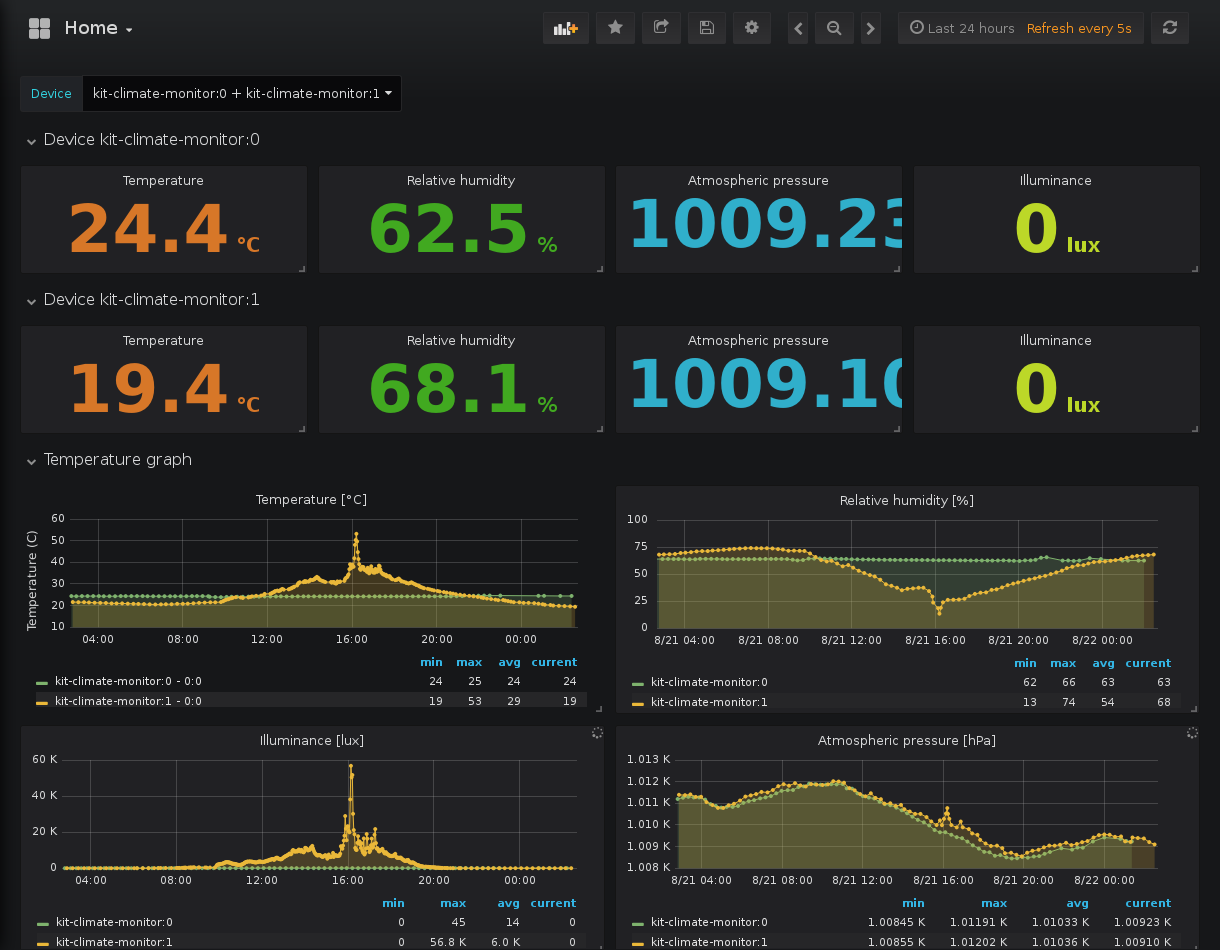 Home
Last 24 hours Refresh every 5s
Device kit-climate-monitor:0 + kit-climate-monitor:1
Device kit-climate-monitor:0
Temperature Relative humidity Atmospheric pressure Illuminance
24.4 °C 62.5 % 1009.23 0 lux
Device kit-climate-monitor:1
Temperature Relative humidity Atmospheric pressure Illuminance
19.4 °C 68.1 % 1009.10 0 lux
Temperature graph
Temperature [°C]
Temperature (C)
60
50
40
30
20
10
04:00 08:00 12:00 16:00 20:00 00:00
min max avg current
kit-climate-monitor:0 - 0:0 24 25 24 24
kit-climate-monitor:1 - 0:0 19 53 29 19
Relative humidity [%]
100
75
50
25
0
8/21 04:00 8/21 08:00 8/21 12:00 8/21 16:00 8/21 20:00 8/22 00:00
min max avg current
kit-climate-monitor:0 62 66 63 63
kit-climate-monitor:1 13 74 54 68
Illuminance [lux]
60 K
40 K
20 K
0
04:00 08:00 12:00 16:00 20:00 00:00
min max avg current
kit-climate-monitor:0 0 45 14 0
kit-climate-monitor:1 0 56.8 K 6.0 K 0
Atmospheric pressure [hPa]
1.013 K
1.012 K
1.011 K
1.010 K
1.009 K
1.008 K
8/21 04:00 8/21 08:00 8/21 12:00 8/21 16:00 8/21 20:00 8/22 00:00
min max avg current
kit-climate-monitor:0 1.00845 K 1.01191 K 1.01033 K 1.00923 K
kit-climate-monitor:1 1.00855 K 1.01202 K 1.01036 K 1.00910 K